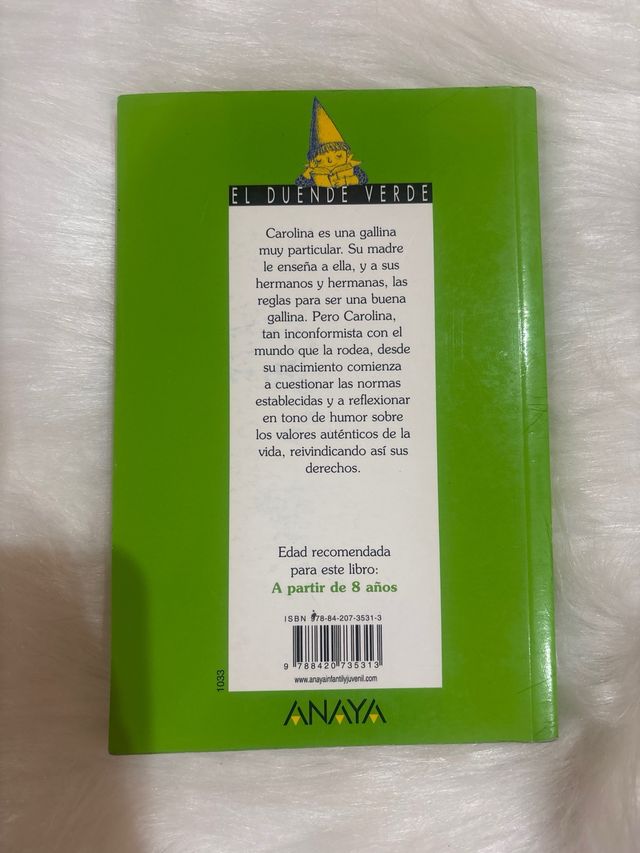 EL DUENDE VERDE
Carolina es una gallina
muy particular. Su madre
le enseña a ella, y a sus
hermanos y hermanas, las
reglas para ser una buena
gallina. Pero Carolina,
tan inconformista con el
mundo que la rodea, desde
su nacimiento comienza
a cuestionar las normas
establecidas y a reflexionar
en tono de humor sobre
los valores auténticos de la
vida, reivindicando así sus
derechos.
Edad recomendada
para este libro:
A partir de 8 años
ISBN 978-84-207-3531-3
9 788420 735313
www.anayainfantilyjuvenil.com
1033
ANAYA